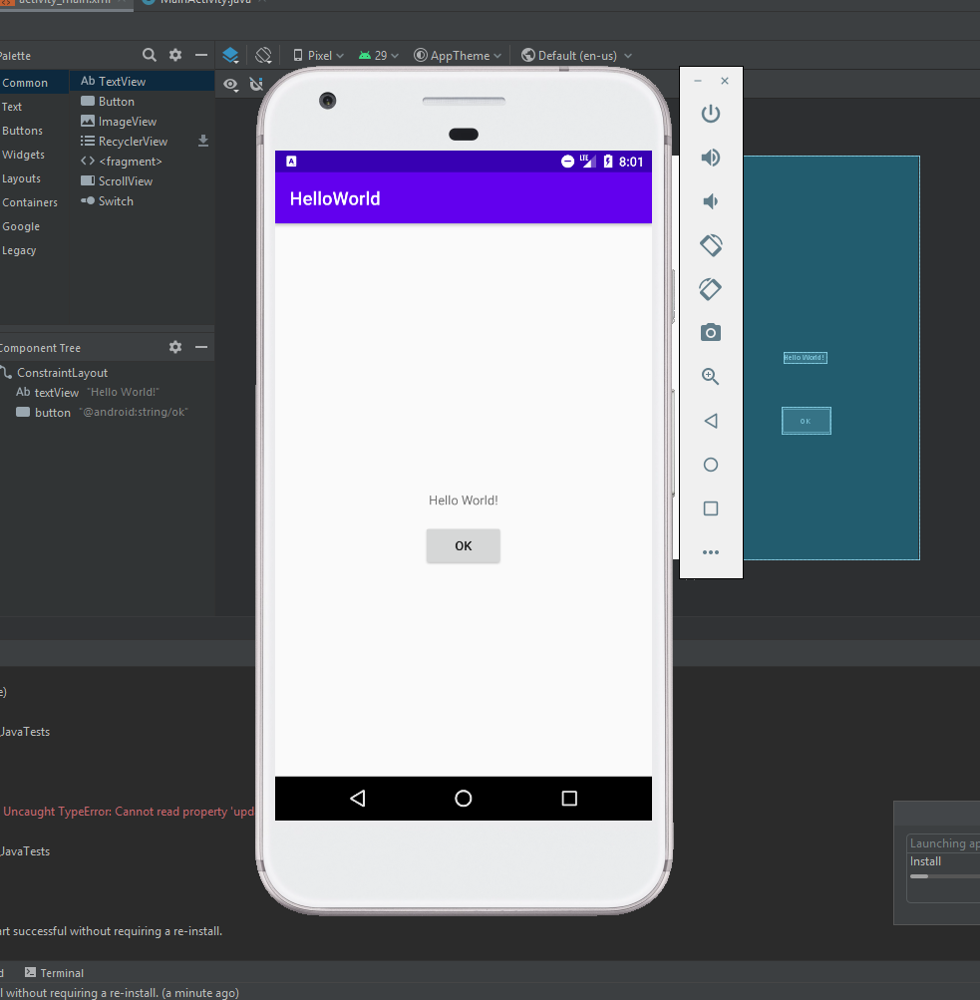 activity_main.xml
MainActivity.java
Palette
Pixel
29
AppTheme
Default (en-us)
Common
Ab TextView
Text
Button
Buttons
ImageView
Widgets
RecyclerView
Layouts
<fragment>
Containers
ScrollView
Google
Switch
Legacy
A
LTE
8:01
HelloWorld
Component Tree
ConstraintLayout
Ab textView "Hello World!"
button "@android:string/ok"
Hello World!
OK
Hello World!
OK
e)
JavaTests
Uncaught TypeError: Cannot read property 'upd
JavaTests
Launching ap
Install
rt successful without requiring a re-install.
d
Terminal
l without requiring a re-install. (a minute ago)